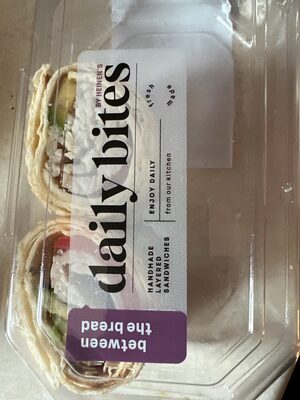 daily bites
BY HEINEN'S
fresh made
ENJOY DAILY
from our kitchen
HANDMADE
LAYERED
SANDWICHES
between
the bread